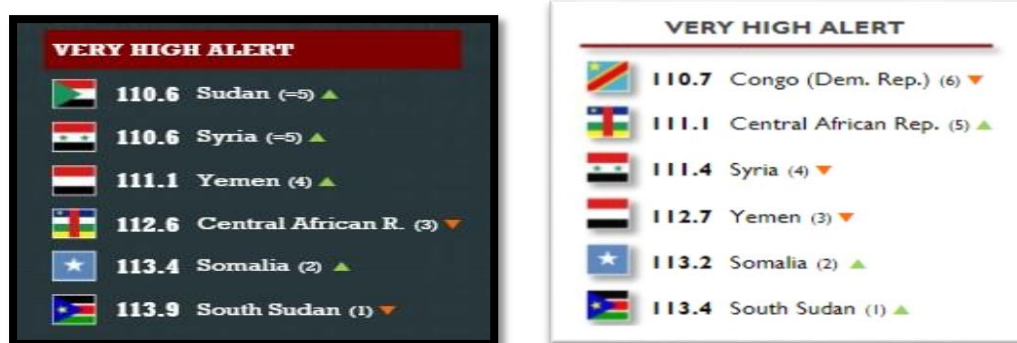 VERY HIGH ALERT
110.6 Sudan (=5) ▲
110.6 Syria (=5) ▲
111.1 Yemen (4) ▲
112.6 Central African R. (3) ▼
113.4 Somalia (2) ▲
113.9 South Sudan (1) ▼
VERY HIGH ALERT
110.7 Congo (Dem. Rep.) (6) ▼
111.1 Central African Rep. (5) ▲
111.4 Syria (4) ▼
112.7 Yemen (3) ▼
113.2 Somalia (2) ▲
113.4 South Sudan (1) ▲